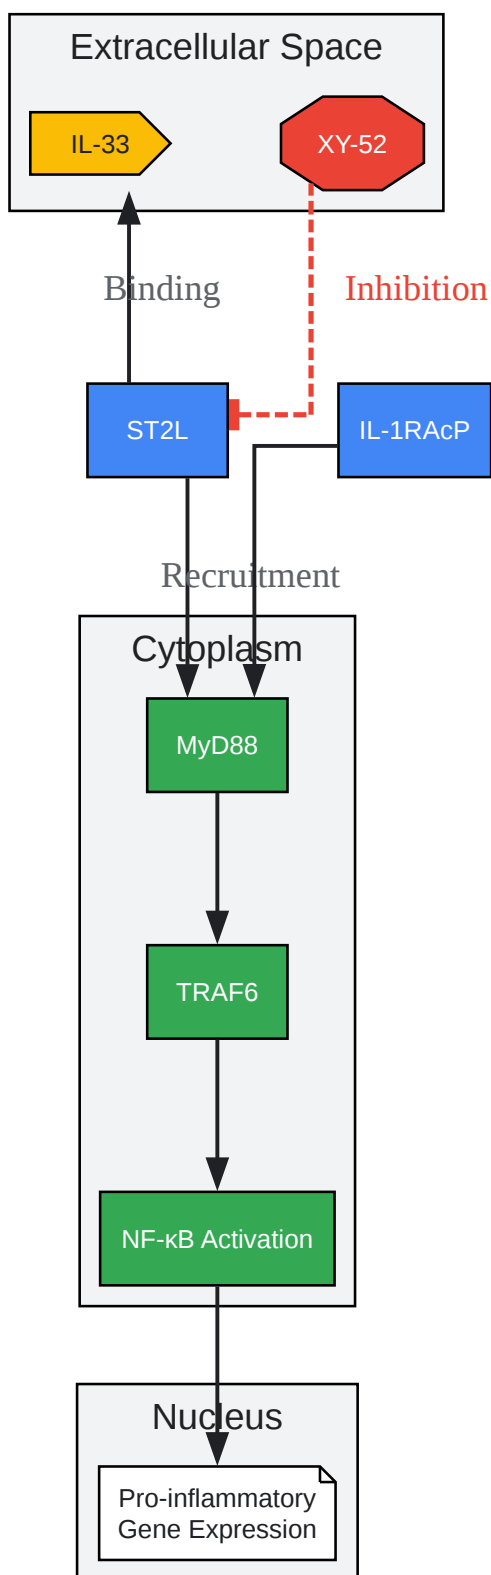 Extracellular Space
IL-33
XY-52
Binding
Inhibition
ST2L
IL-1RAcP
Recruitment
Cytoplasm
MyD88
TRAF6
NF-κB Activation
Nucleus
Pro-inflammatory
Gene Expression